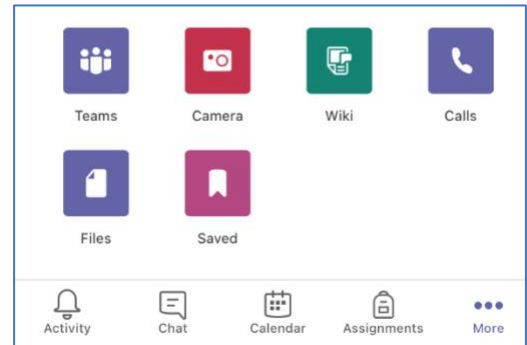 Teams Camera Wiki Calls
Files Saved
Activity Chat Calendar Assignments More